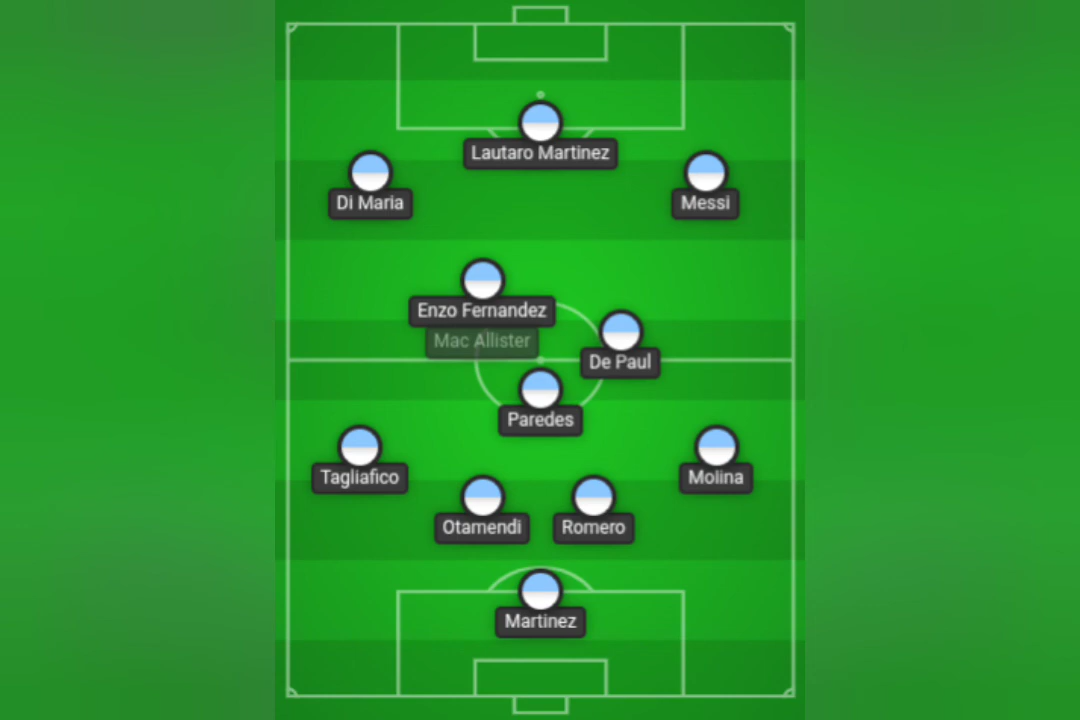 Lautaro Martinez
Di Maria
Messi
Enzo Fernandez
Mac Allister
De Paul
Paredes
Tagliafico
Molina
Otamendi
Romero
Martinez